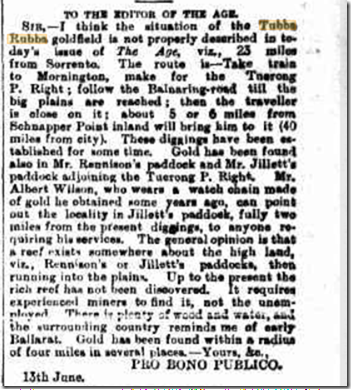 TO THE EDITOR OF THE AGE.
SIR,—I think the situation of the Tubba
Rubba goldfield is not properly described in to-
day's issue of The Age, viz., 23 miles
from Sorrento. The route is—Take train
to Mornington, make for the Tuerong
P. Right; follow the Balnaring-road till the
big plains are reached; then the traveller
is close on it; about 5 or 6 miles from
Schnapper Point inland will bring him to it (40
miles from city). These diggings have been es-
tablished for some time. Gold has been found
also in Mr. Rennison's paddock and Mr. Jillett's
paddock adjoining the Tuerong P. Right. Mr.
Albert Wilson, who wears a watch chain made
of gold he obtained some years ago, can point
out the locality in Jillett's paddock, fully two
miles from the present diggings, to anyone re-
quiring his services. The general opinion is that
a reef exists somewhere about the high land,
viz., Rennison's or Jillett's paddocks, then
running into the plains. Up to the present the
rich reef has not been discovered. It requires
experienced miners to find it, not the unem-
ployed. There is plenty of wood and water, and
the surrounding country reminds me of early
Ballarat. Gold has been found within a radius
of four miles in several places.—Yours, &c.,
PRO BONO PUBLICO.
13th June.